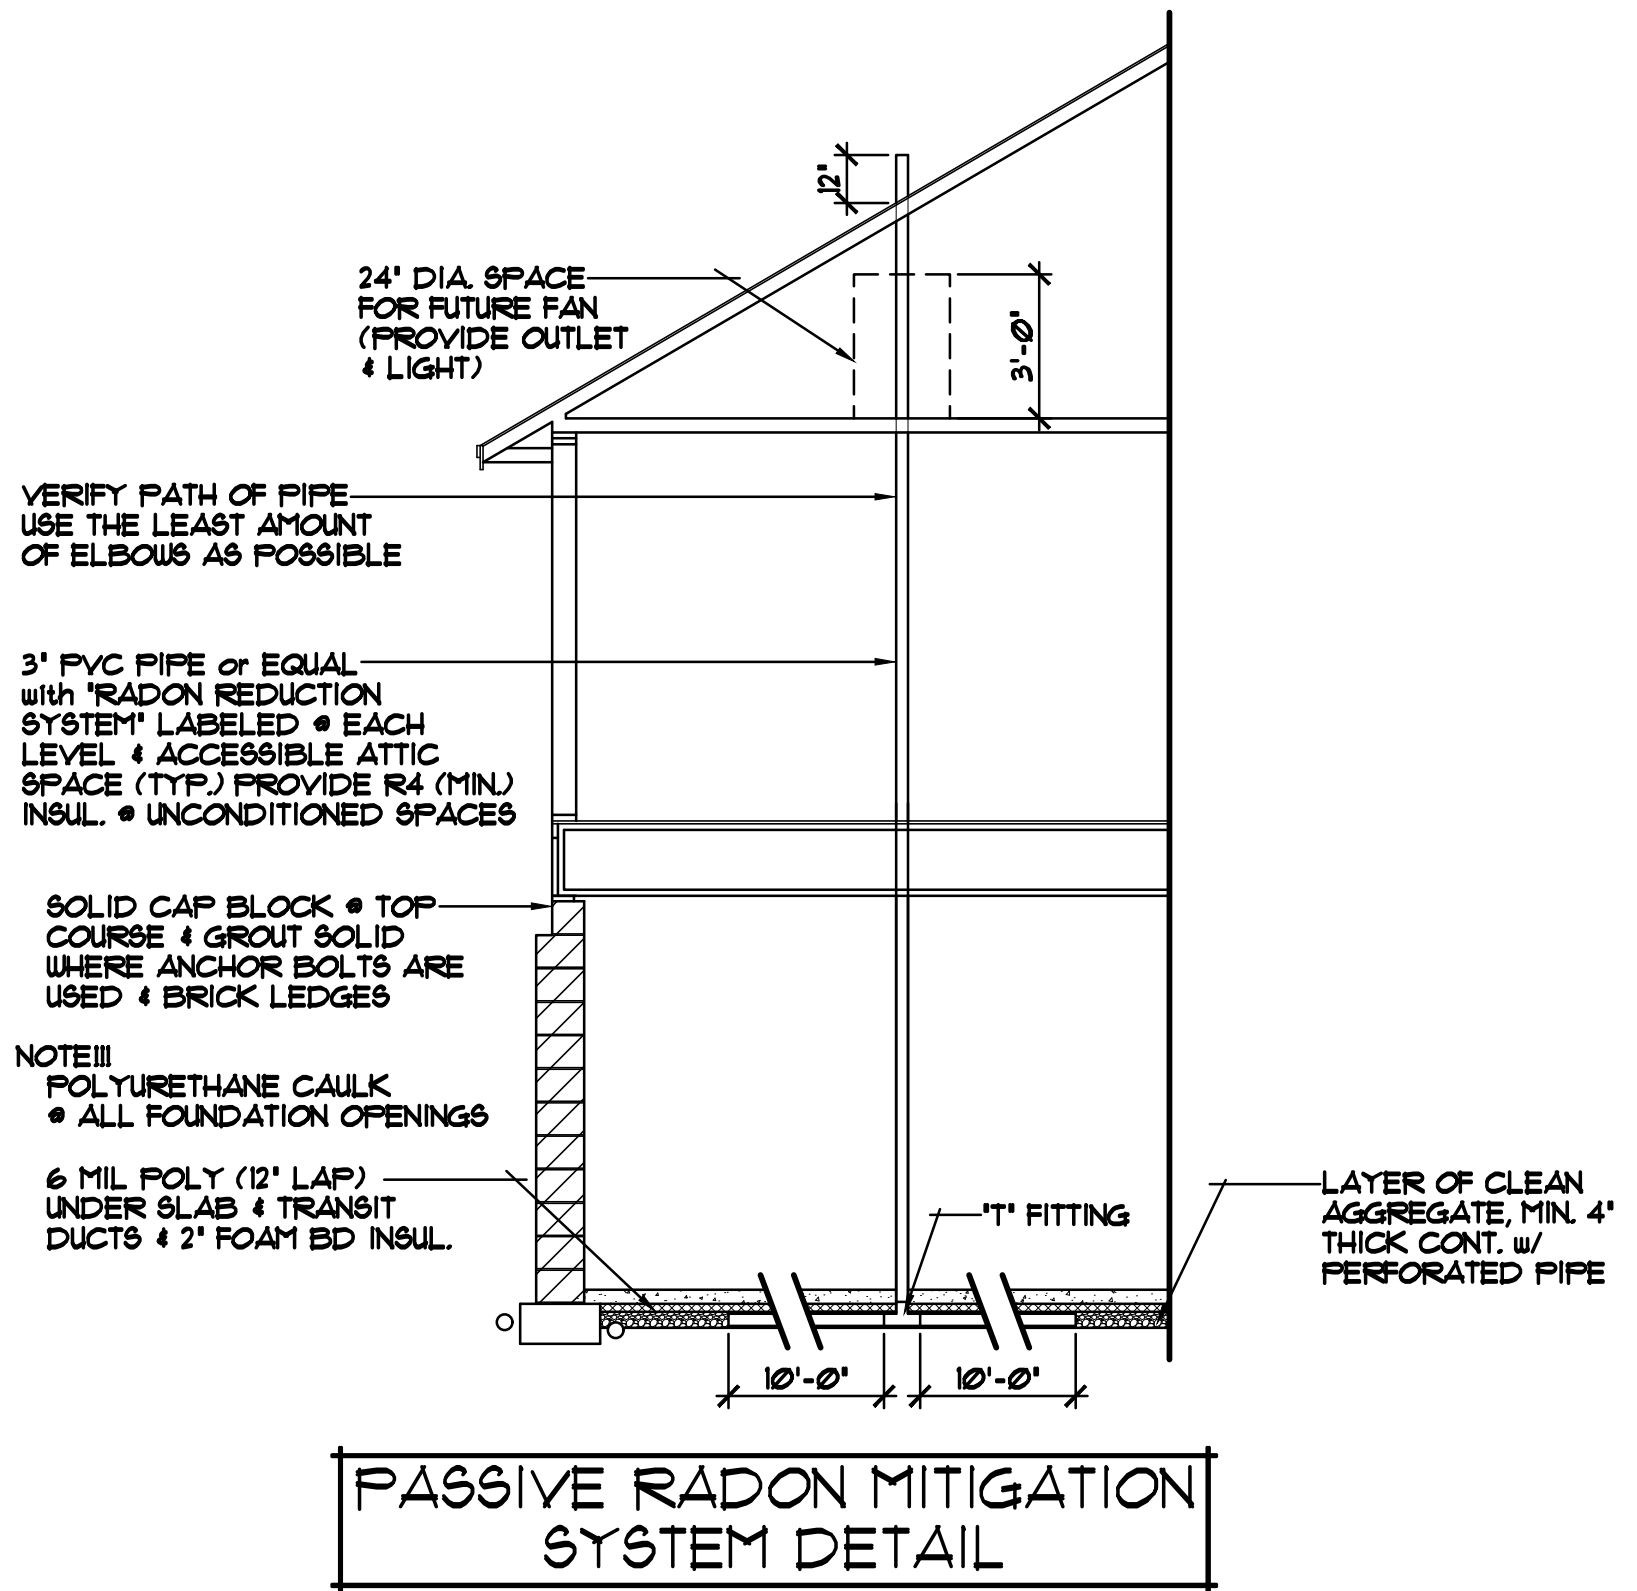 12"
24" DIA. SPACE
FOR FUTURE FAN
(PROVIDE OUTLET
& LIGHT)
3'-0"
VERIFY PATH OF PIPE
USE THE LEAST AMOUNT
OF ELBOWS AS POSSIBLE
3" PVC PIPE or EQUAL
with "RADON REDUCTION
SYSTEM" LABELED @ EACH
LEVEL & ACCESSIBLE ATTIC
SPACE (TYP.) PROVIDE R4 (MIN.)
INSUL. @ UNCONDITIONED SPACES
SOLID CAP BLOCK @ TOP
COURSE & GROUT SOLID
WHERE ANCHOR BOLTS ARE
USED & BRICK LEDGES
NOTE!!!
POLYURETHANE CAULK
@ ALL FOUNDATION OPENINGS
6 MIL POLY (12" LAP)
UNDER SLAB & TRANSIT
DUCTS & 2" FOAM BD INSUL.
"T" FITTING
LAYER OF CLEAN
AGGREGATE, MIN. 4"
THICK CONT. w/
PERFORATED PIPE
10'-0"
10'-0"
PASSIVE RADON MITIGATION
SYSTEM DETAIL